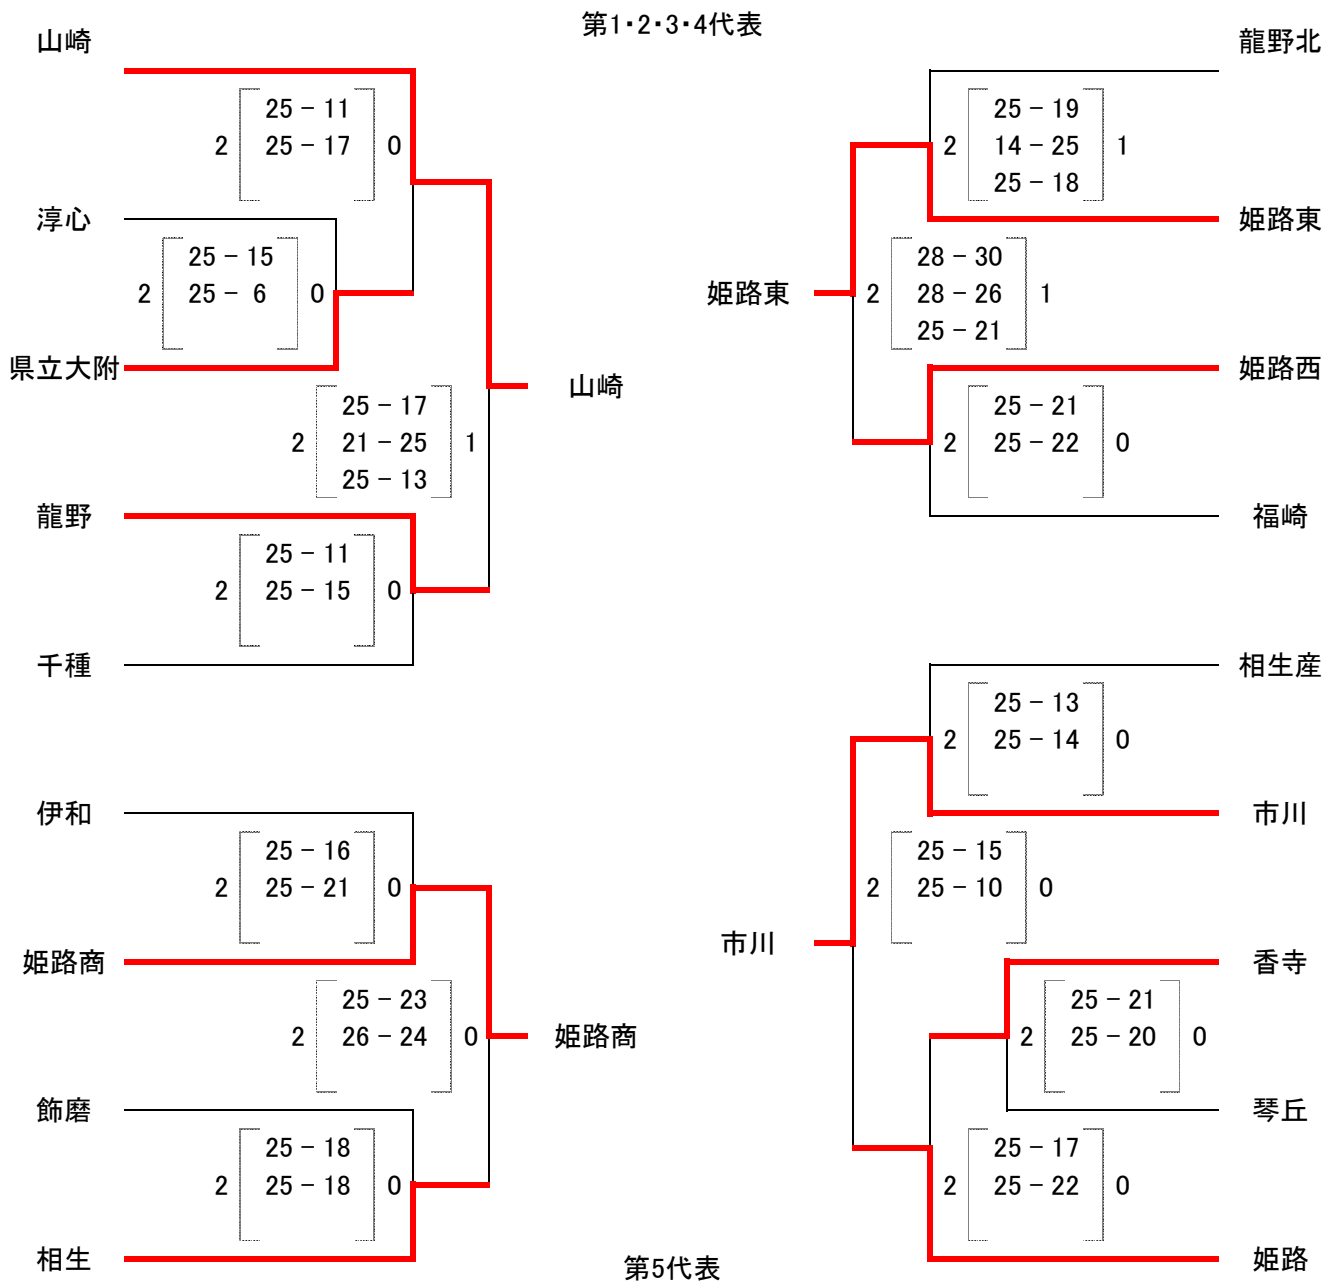 第1・2・3・4代表
山崎
2 25 − 11 0
25 − 17
淳心
2 25 − 15 0
25 − 6
県立大附
山崎
2 25 − 17 1
21 − 25
25 − 13
龍野
2 25 − 11 0
25 − 15
千種
伊和
2 25 − 16 0
25 − 21
姫路商
2 25 − 23 0
26 − 24
姫路商
飾磨
2 25 − 18 0
25 − 18
相生
龍野北
2 25 − 19 1
14 − 25
25 − 18
姫路東
姫路東
2 28 − 30 1
28 − 26
25 − 21
姫路西
2 25 − 21 0
25 − 22
福崎
相生産
2 25 − 13 0
25 − 14
市川
2 25 − 15 0
25 − 10
市川
香寺
2 25 − 21 0
25 − 20
琴丘
2 25 − 17 0
25 − 22
姫路
第5代表